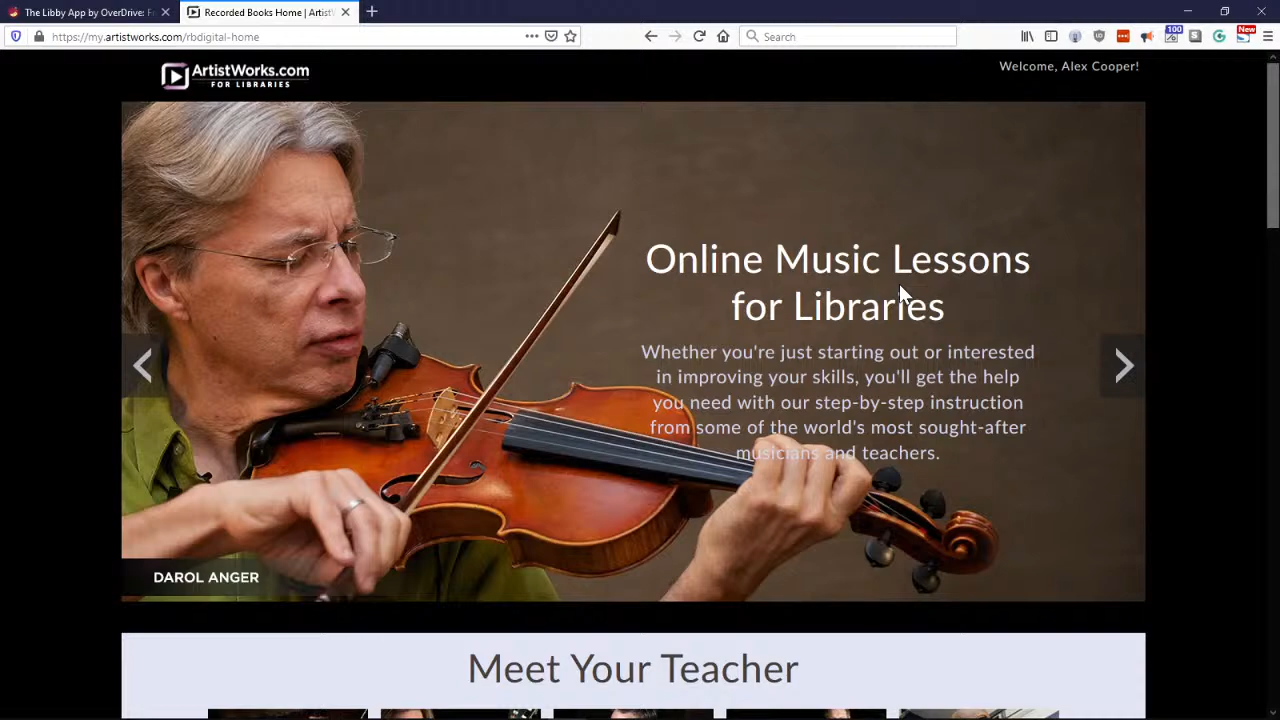 The Libby App by OverDrive: Fr
Recorded Books Home | Artist
https://my.artistworks.com/rbdigital-home
Search
100
New
ArtistWorks.com
FOR LIBRARIES
Welcome, Alex Cooper!
Online Music Lessons
for Libraries
Whether you're just starting out or interested
in improving your skills, you'll get the help
you need with our step-by-step instruction
from some of the world's most sought-after
musicians and teachers.
DAROL ANGER
Meet Your Teacher